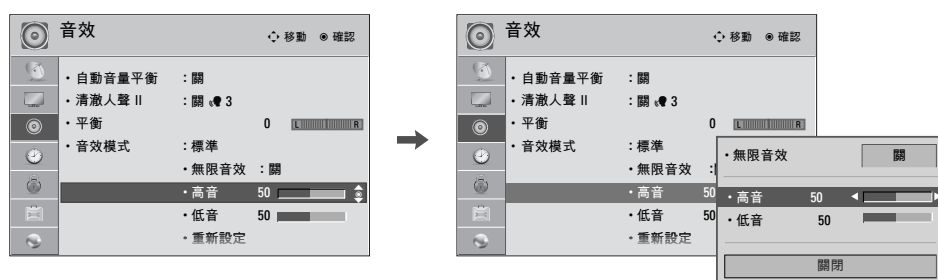 音效 移動 確認
・自動音量平衡 :關
・清澈人聲 II :關 3
・平衡 0 L R
・音效模式 :標準
・無限音效 :關
・高音 50
・低音 50
・重新設定
音效 移動 確認
・自動音量平衡 :關
・清澈人聲 II :關 3
・平衡 0 L R
・音效模式 :標準
・無限音效 :
・高音 50
・低音 50
・重新設定
・無限音效 關
・高音 50
・低音 50
關閉